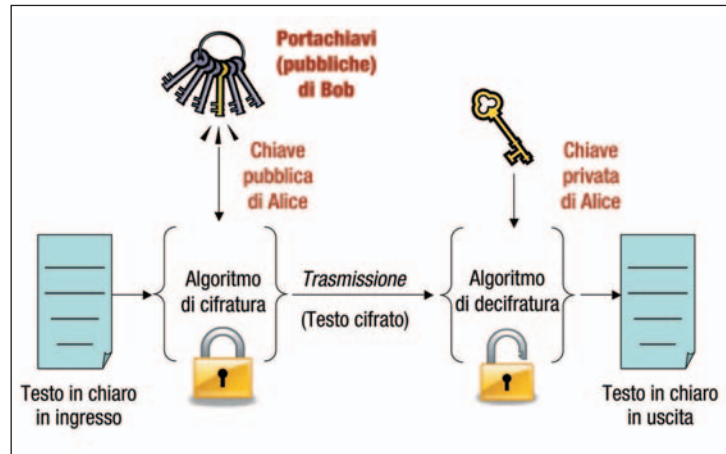 Portachiavi
(pubbliche)
di Bob
Chiave
pubblica
di Alice
Chiave
privata
di Alice
Algoritmo
di cifratura
Trasmissione
(Testo cifrato)
Algoritmo
di decifratura
Testo in chiaro
in ingresso
Testo in chiaro
in uscita